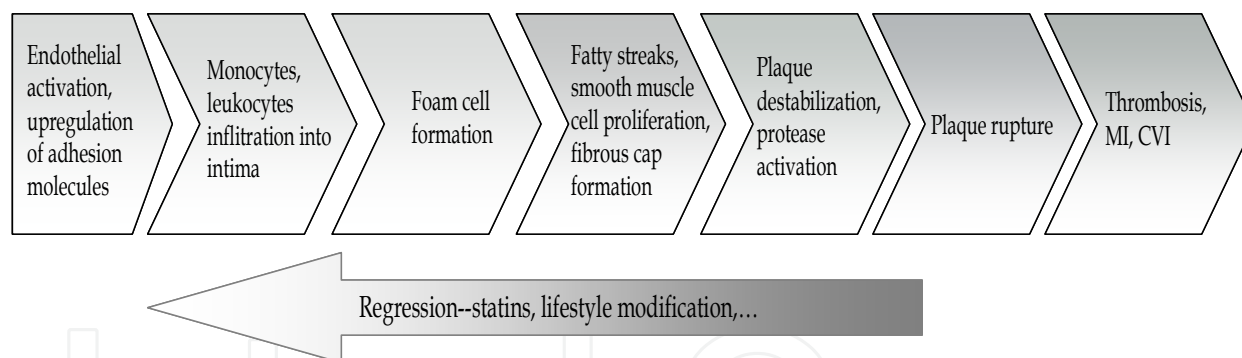 Endothelial
activation,
upregulation
of adhesion
molecules
Monocytes,
leukocytes
inflitration into
intima
Foam cell
formation
Fatty streaks,
smooth muscle
cell proliferation,
fibrous cap
formation
Plaque
destabilization,
protease
activation
Plaque rupture
Thrombosis,
MI, CVI
Regression--statins, lifestyle modification,…